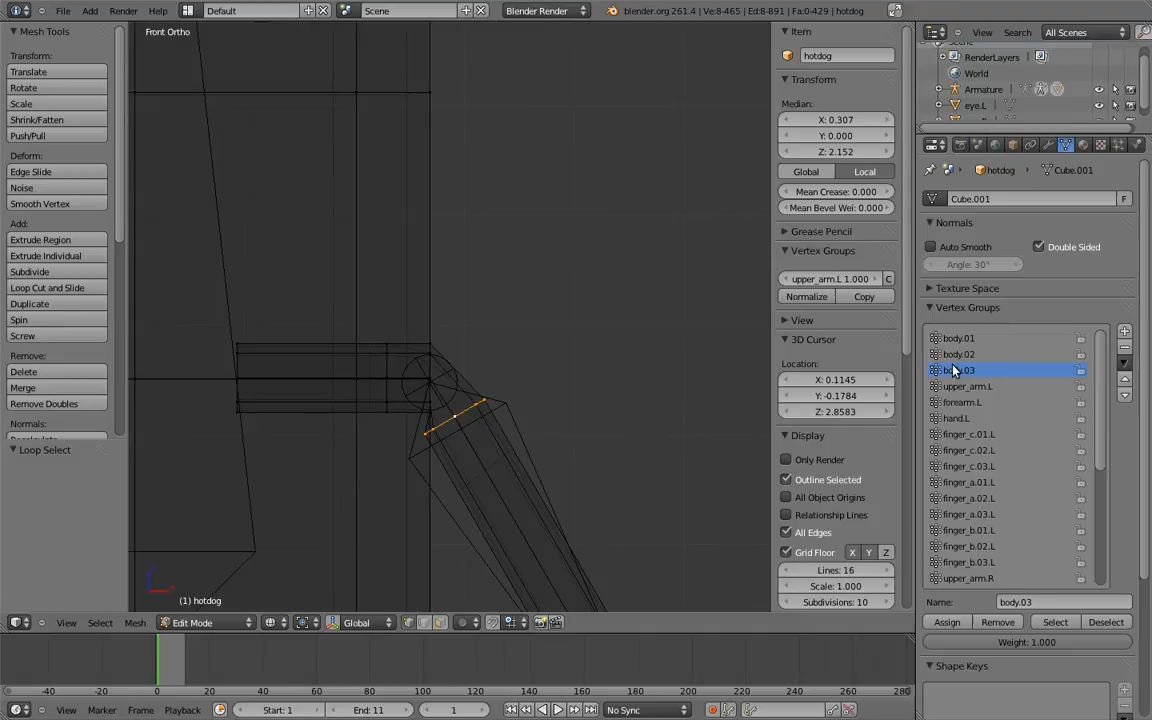 File Add Render Help Default Scene Blender Render blender.org 261.4 | Ve:8-465 | Ed:8-891 | Fa:0-429 | hotdog
Mesh Tools
Transform:
Translate
Rotate
Scale
Shrink/Fatten
Push/Pull
Deform:
Edge Slide
Noise
Smooth Vertex
Add:
Extrude Region
Extrude Individual
Subdivide
Loop Cut and Slide
Duplicate
Spin
Screw
Remove:
Delete
Merge
Remove Doubles
Normals:
Loop Select
Front Ortho
(1) hotdog
Item
hotdog
Transform
Median:
X: 0.307
Y: 0.000
Z: 2.152
Global Local
Mean Crease: 0.000
Mean Bevel Wei: 0.000
Grease Pencil
Vertex Groups
upper_arm.L 1.000 C
Normalize Copy
View
3D Cursor
Location:
X: 0.1145
Y: -0.1784
Z: 2.8583
Display
Only Render
Outline Selected
All Object Origins
Relationship Lines
All Edges
Grid Floor X Y Z
Lines: 16
Scale: 1.000
Subdivisions: 10
View Search All Scenes
RenderLayers
World
Armature
eye.L
hotdog Cube.001
Cube.001 F
Normals
Auto Smooth Double Sided
Angle: 30°
Texture Space
Vertex Groups
body.01
body.02
body.03
upper_arm.L
forearm.L
hand.L
finger_c.01.L
finger_c.02.L
finger_c.03.L
finger_a.01.L
finger_a.02.L
finger_a.03.L
finger_b.01.L
finger_b.02.L
finger_b.03.L
upper_arm.R
Name: body.03
Assign Remove Select Deselect
Weight: 1.000
Shape Keys
View Select Mesh Edit Mode Global
-40 -20 0 20 40 60 80 100 120 140 160 180 200 220 240 260 280
View Marker Frame Playback Start: 1 End: 11 1 No Sync